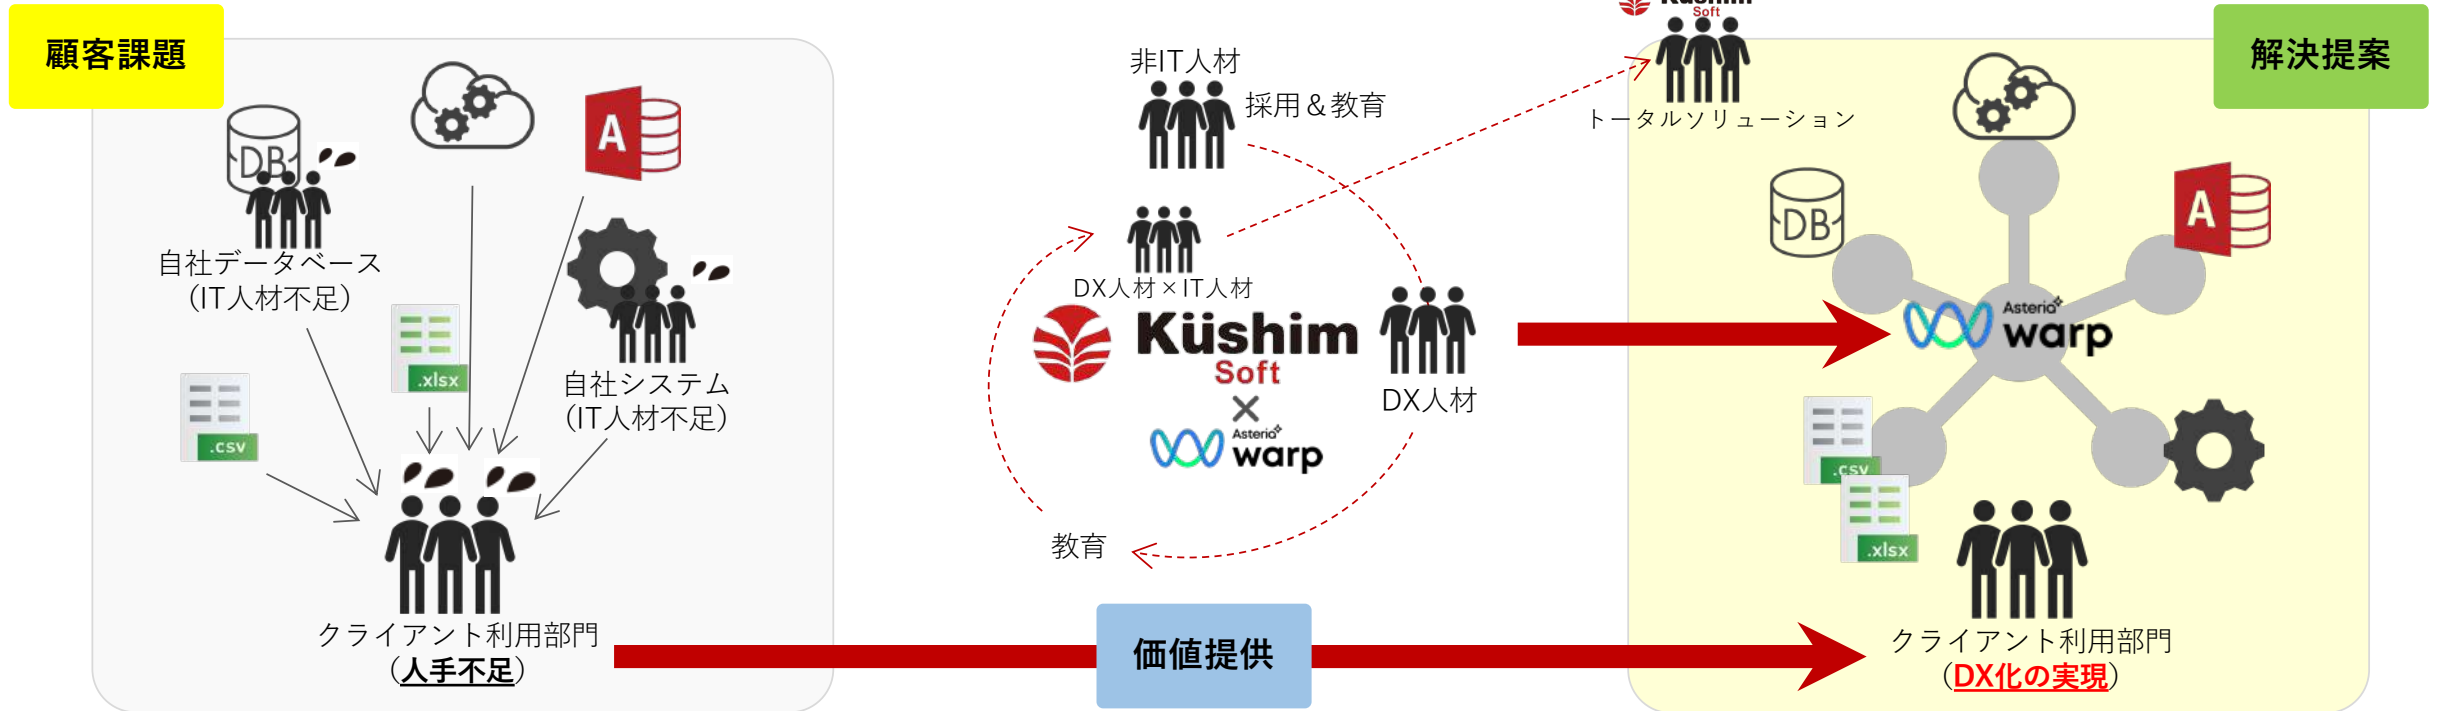 顧客課題
DB
A
自社データベース
（IT人材不足）
.xlsx
.csv
自社システム
（IT人材不足）
クライアント利用部門
（人手不足）
非IT人材
採用＆教育
DX人材×IT人材
Küshim
Soft
×
Asteria
warp
DX人材
教育
価値提供
Küshim
Soft
トータルソリューション
解決提案
DB
A
Asteria
warp
.csv
.xlsx
クライアント利用部門
（DX化の実現）